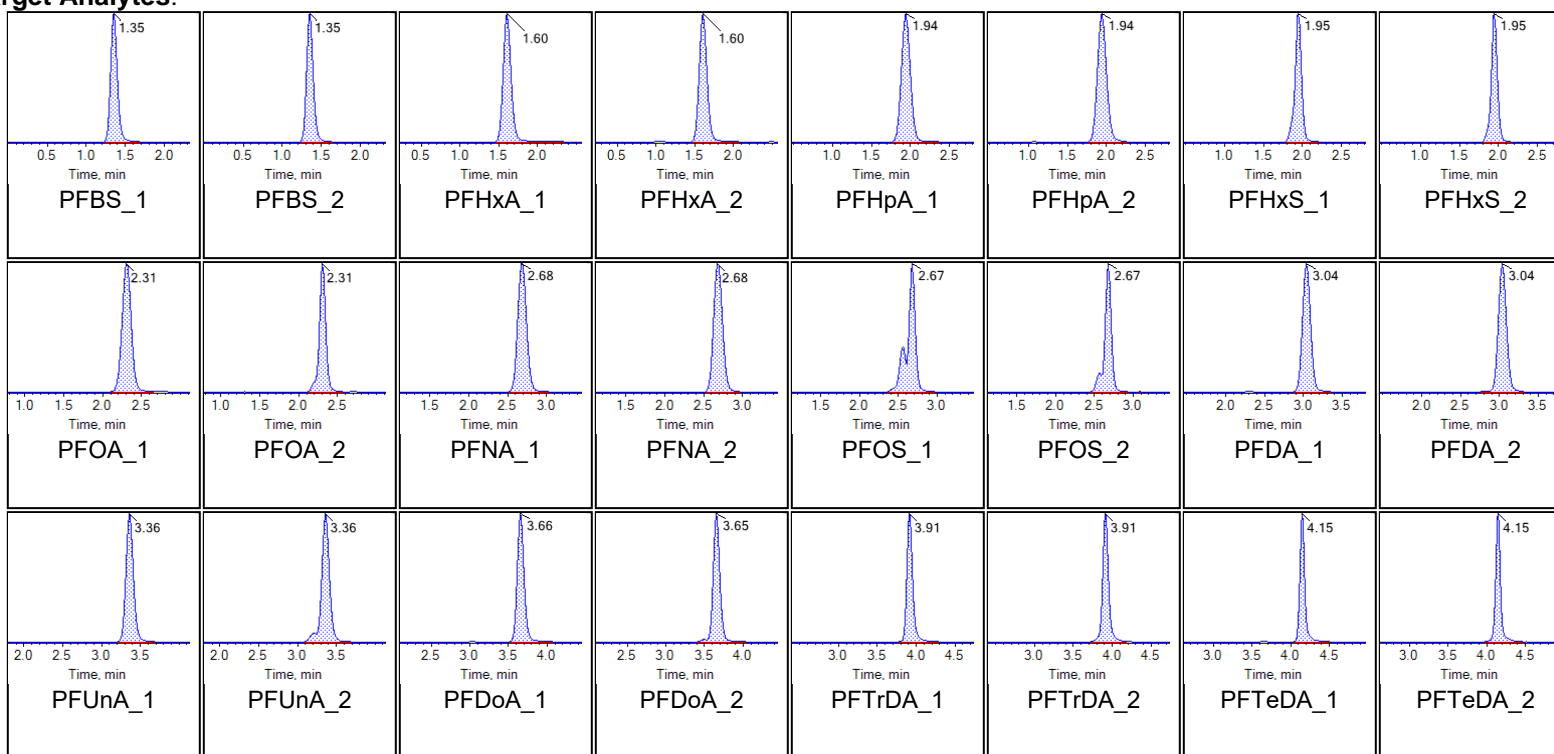 rget Analytes:
1.35 1.35 1.60 1.60 1.94 1.94 1.95 1.95
0.5 1.0 1.5 2.0 0.5 1.0 1.5 2.0 0.5 1.0 1.5 2.0 0.5 1.0 1.5 2.0 1.0 1.5 2.0 2.5 1.0 1.5 2.0 2.5 1.0 1.5 2.0 2.5 1.0 1.5 2.0 2.5
Time, min Time, min Time, min Time, min Time, min Time, min Time, min Time, min
PFBS_1 PFBS_2 PFHxA_1 PFHxA_2 PFHpA_1 PFHpA_2 PFHxS_1 PFHxS_2
2.31 2.31 2.68 2.68 2.67 2.67 3.04 3.04
1.0 1.5 2.0 2.5 1.0 1.5 2.0 2.5 1.5 2.0 2.5 3.0 1.5 2.0 2.5 3.0 1.5 2.0 2.5 3.0 1.5 2.0 2.5 3.0 2.0 2.5 3.0 3.5 2.0 2.5 3.0 3.5
Time, min Time, min Time, min Time, min Time, min Time, min Time, min Time, min
PFOA_1 PFOA_2 PFNA_1 PFNA_2 PFOS_1 PFOS_2 PFDA_1 PFDA_2
3.36 3.36 3.66 3.65 3.91 3.91 4.15 4.15
2.0 2.5 3.0 3.5 2.0 2.5 3.0 3.5 2.5 3.0 3.5 4.0 2.5 3.0 3.5 4.0 3.0 3.5 4.0 4.5 3.0 3.5 4.0 4.5 3.0 3.5 4.0 4.5 3.0 3.5 4.0 4.5
Time, min Time, min Time, min Time, min Time, min Time, min Time, min Time, min
PFUnA_1 PFUnA_2 PFDoA_1 PFDoA_2 PFTrDA_1 PFTrDA_2 PFTeDA_1 PFTeDA_2